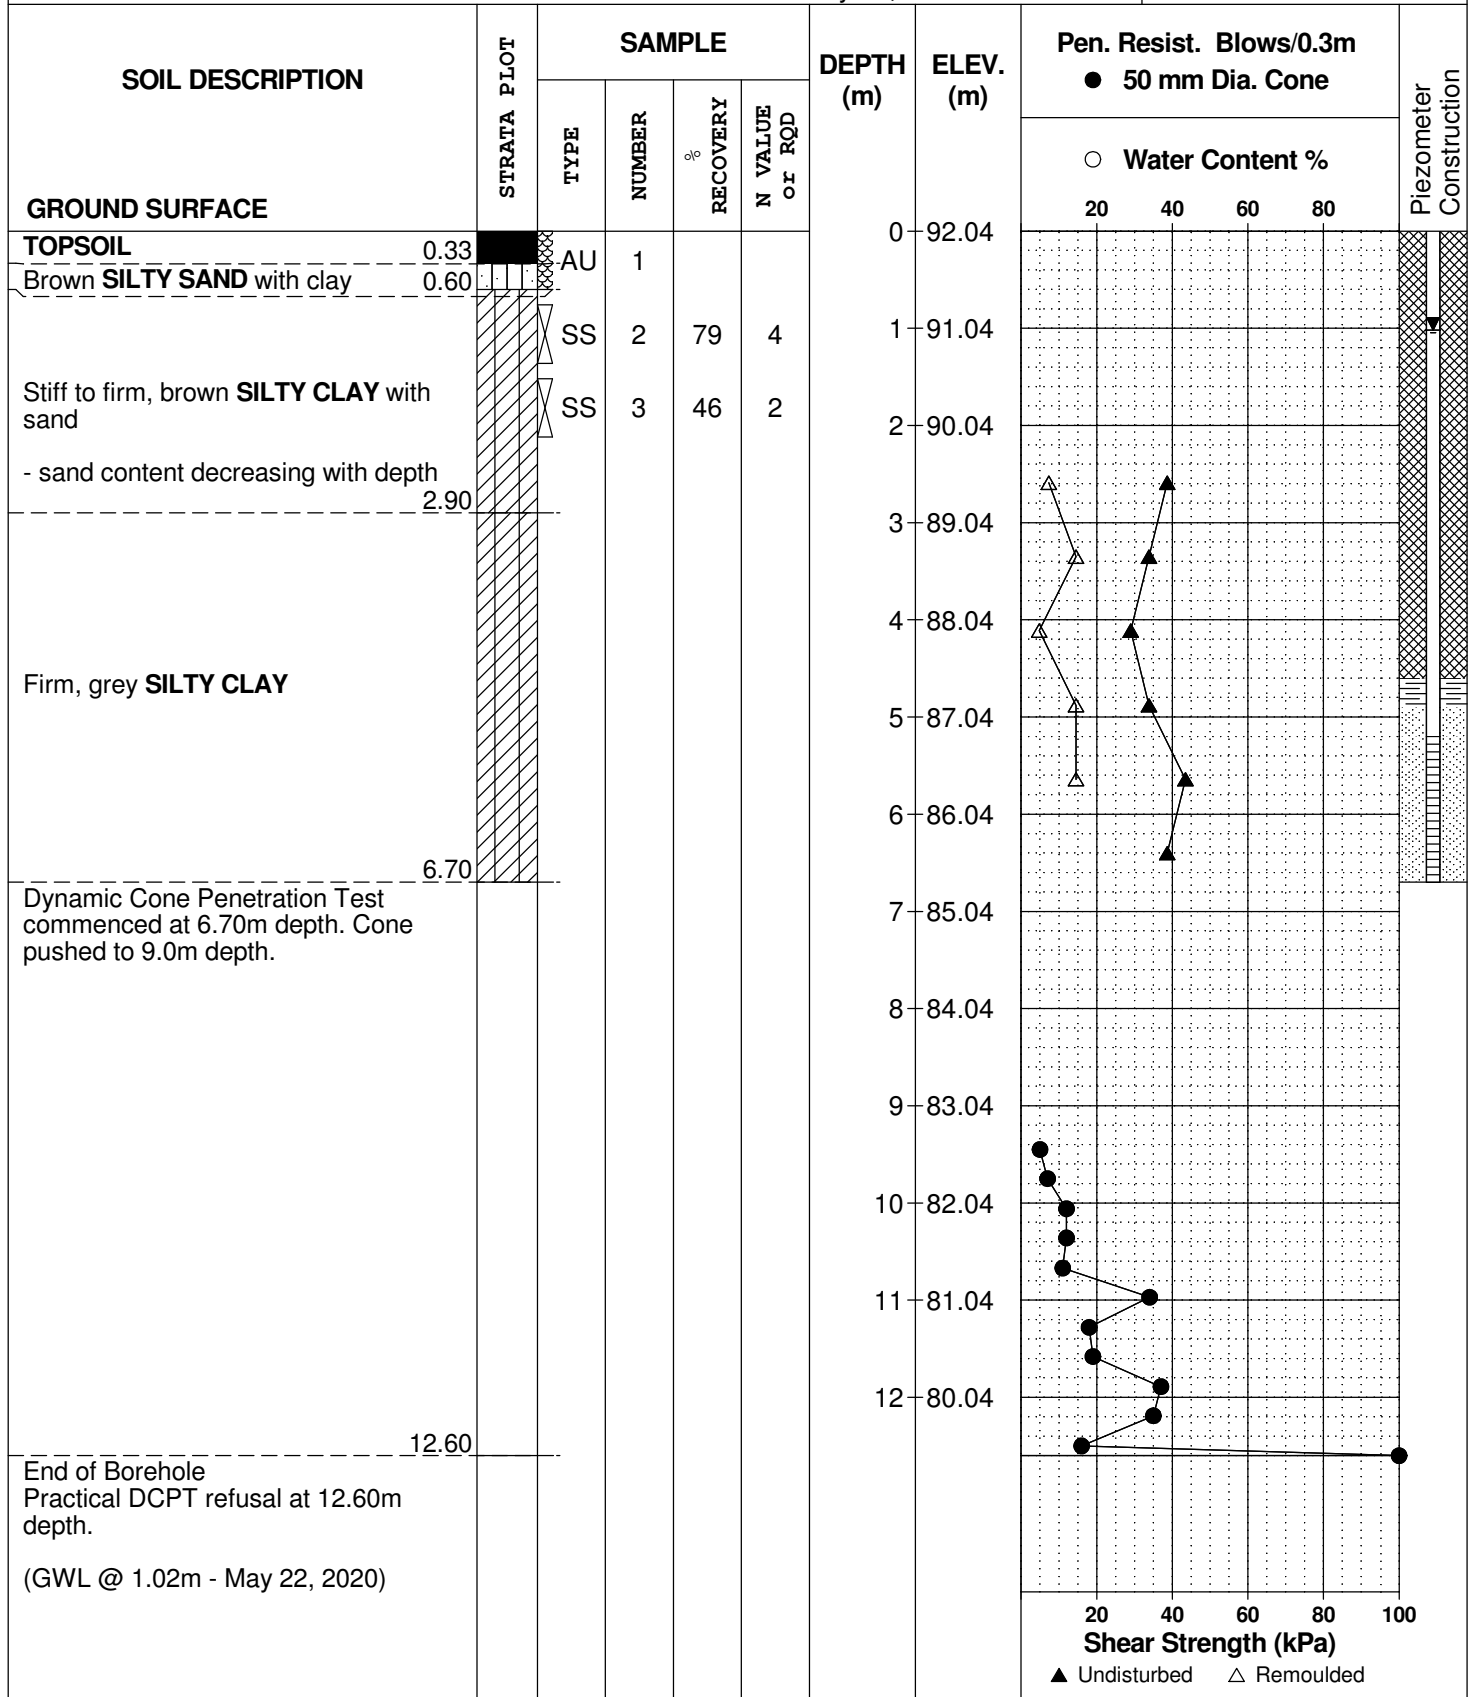 SOIL DESCRIPTION
GROUND SURFACE
STRATA PLOT
SAMPLE
TYPE
NUMBER
%
RECOVERY
N VALUE
or RQD
DEPTH
(m)
ELEV.
(m)
Pen. Resist. Blows/0.3m
● 50 mm Dia. Cone
○ Water Content %
20 40 60 80
Piezometer
Construction
TOPSOIL 0.33
Brown SILTY SAND with clay 0.60
AU 1
SS 2 79 4
SS 3 46 2
Stiff to firm, brown SILTY CLAY with
sand
- sand content decreasing with depth
2.90
Firm, grey SILTY CLAY
6.70
Dynamic Cone Penetration Test
commenced at 6.70m depth. Cone
pushed to 9.0m depth.
12.60
End of Borehole
Practical DCPT refusal at 12.60m
depth.
(GWL @ 1.02m - May 22, 2020)
0 92.04
1 91.04
2 90.04
3 89.04
4 88.04
5 87.04
6 86.04
7 85.04
8 84.04
9 83.04
10 82.04
11 81.04
12 80.04
20 40 60 80 100
Shear Strength (kPa)
▲ Undisturbed △ Remoulded